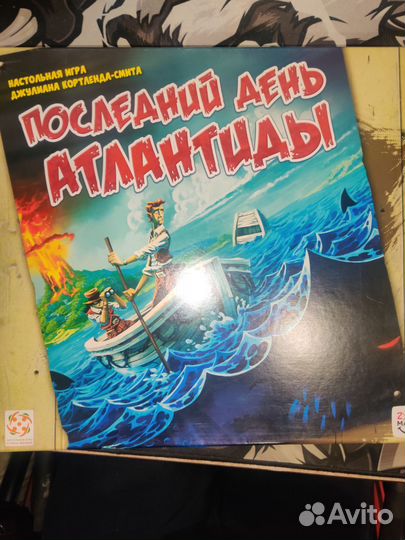 НАСТОЛЬНАЯ ИГРА
ДЖУЛИАНА КОРТЛЕНДА-СМИТА
ПОСЛЕДНИЙ ДЕНЬ
АТЛАНТИДЫ
Avito